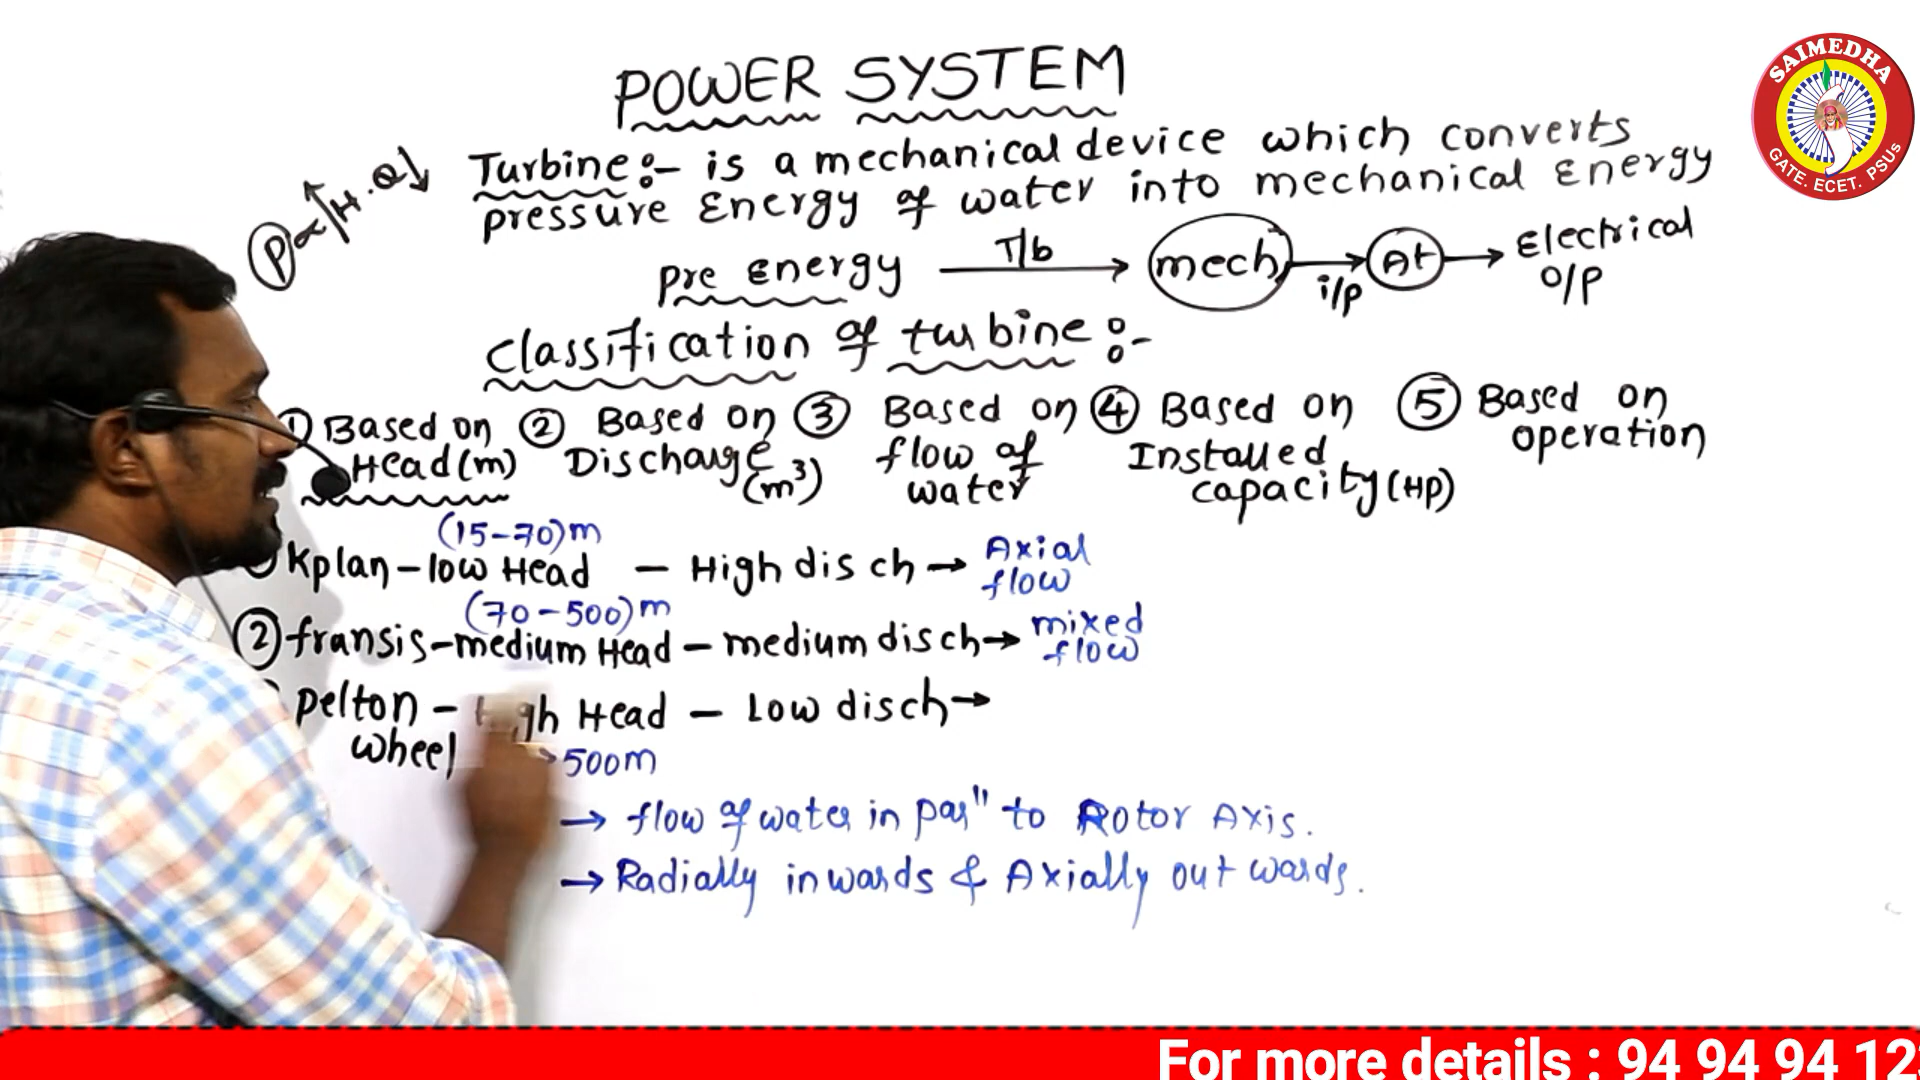 POWER SYSTEM
P ∝ H.Q
Turbine:- is a mechanical device which converts
pressure Energy of water into mechanical Energy
Pre Energy T/b → mech → i/p At → Electrical O/P
Classification of turbine :-
① Based on Head(m)
② Based on Discharge (m³)
③ Based on flow of water
④ Based on Installed capacity (HP)
⑤ Based on operation
(15-70)m
Kplan - low Head - High disch → Axial flow
(70-500)m
② fransis - medium Head - medium disch → mixed flow
Pelton wheel - High Head - Low disch →
>500m
→ flow of water in par" to Rotor Axis.
→ Radially inwards & Axially out wards.
SAIMEDHA
GATE. ECET. PSUs
For more details : 94 94 94 12